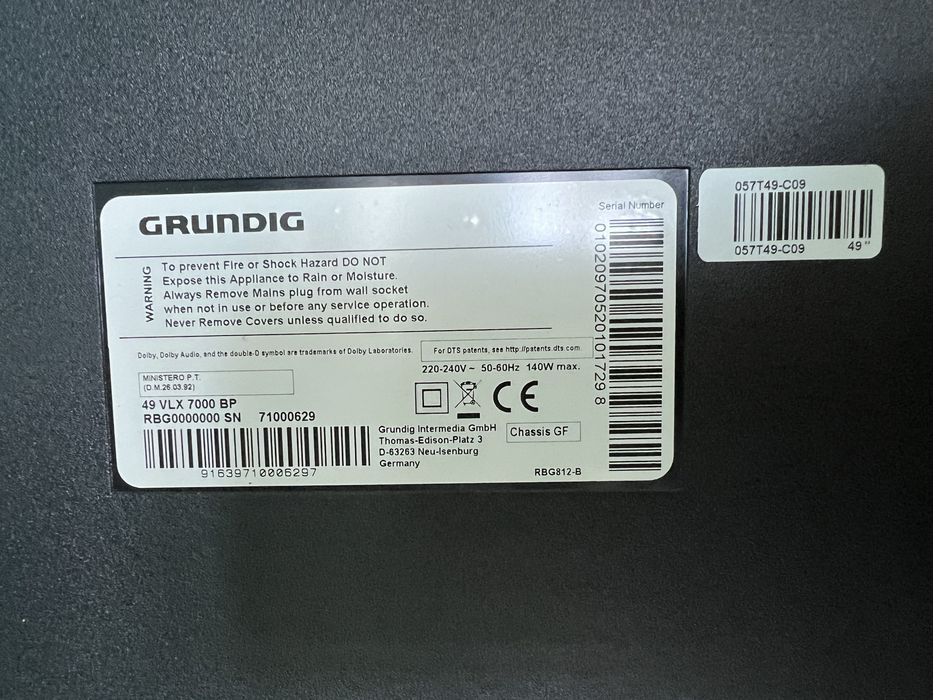 GRUNDIG
WARNING
To prevent Fire or Shock Hazard DO NOT
Expose this Appliance to Rain or Moisture.
Always Remove Mains plug from wall socket
when not in use or before any service operation.
Never Remove Covers unless qualified to do so.
Dolby, Dolby Audio, and the double-D symbol are trademarks of Dolby Laboratories.
For DTS patents, see http://patents.dts.com.
220-240V ~ 50-60Hz 140W max.
MINISTERO P.T.
(D.M.26.03.92)
49 VLX 7000 BP
RBG0000000 SN 71000629
91639710006297
CE
Grundig Intermedia GmbH
Thomas-Edison-Platz 3
D-63263 Neu-Isenburg
Germany
Chassis GF
RBG812-B
Serial Number
01020970520101729 8
057T49-C09
057T49-C09 49"